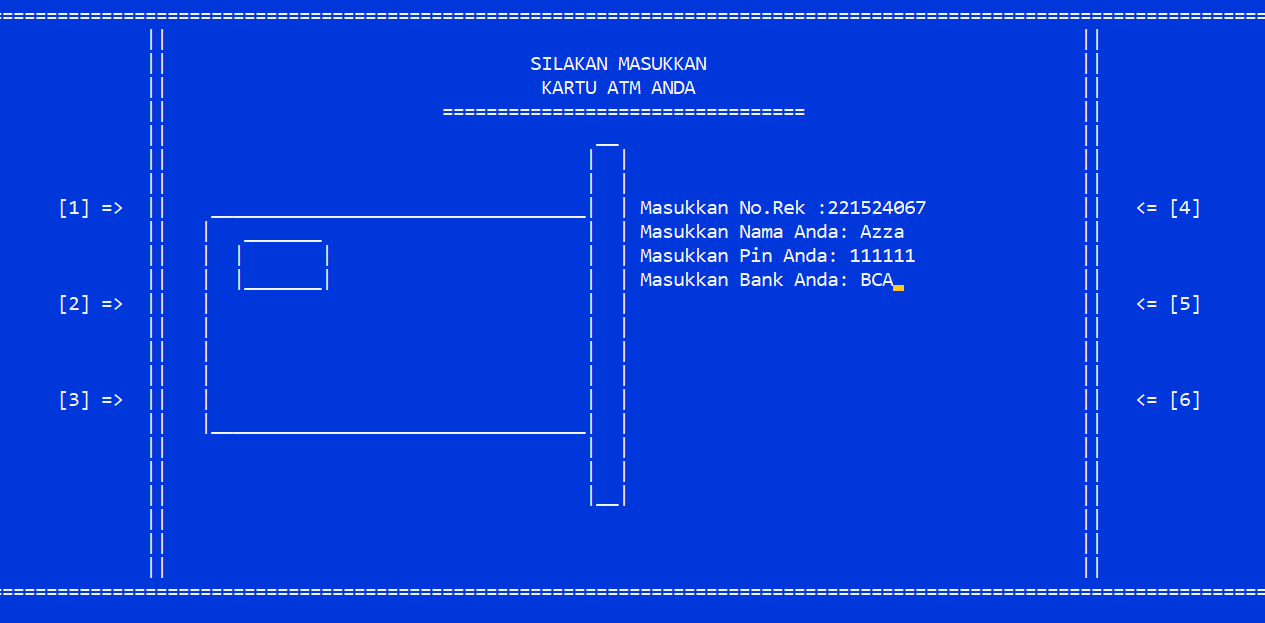 SILAKAN MASUKKAN
KARTU ATM ANDA
[1] =>
Masukkan No.Rek :221524067
<= [4]
Masukkan Nama Anda: Azza
Masukkan Pin Anda: 111111
Masukkan Bank Anda: BCA
[2] =>
<= [5]
[3] =>
<= [6]